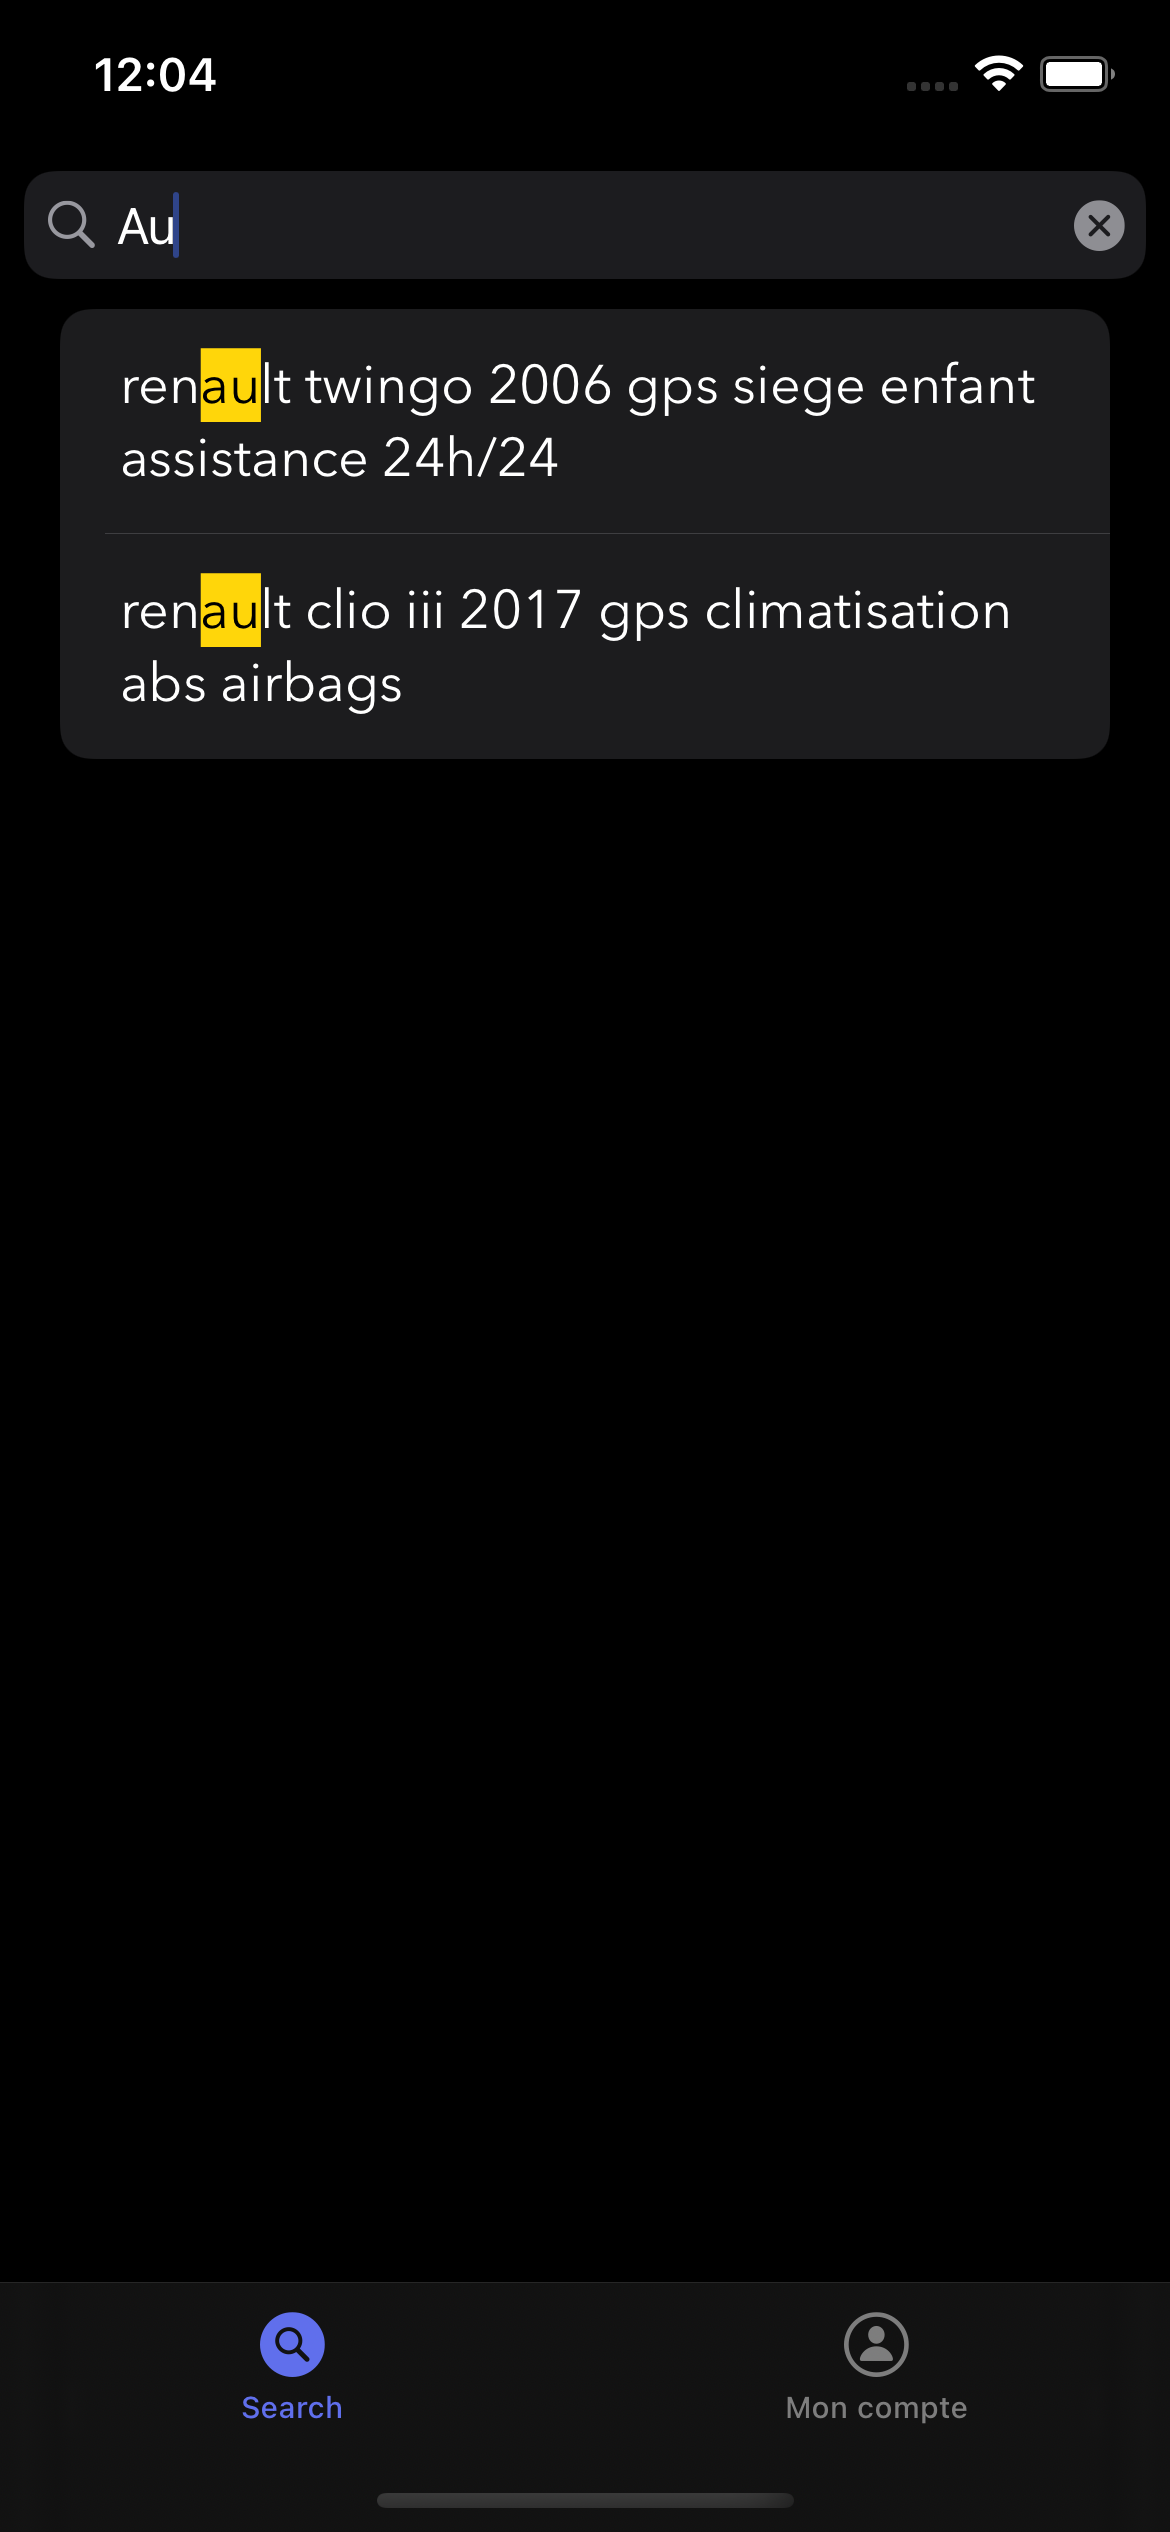 12:04
Au
renault twingo 2006 gps siege enfant
assistance 24h/24
renault clio iii 2017 gps climatisation
abs airbags
Search
Mon compte